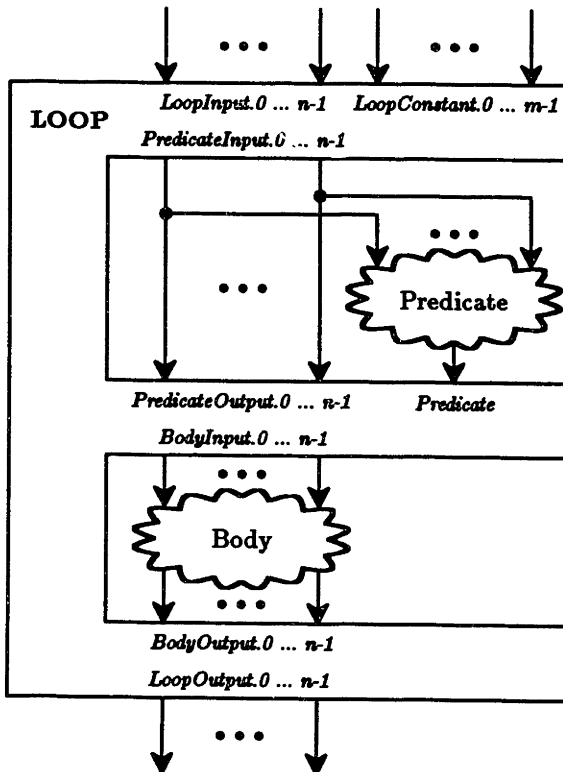 LoopInput.0 ... n-1 LoopConstant.0 ... m-1
LOOP
PredicateInput.0 ... n-1
Predicate
PredicateOutput.0 ... n-1 Predicate
BodyInput.0 ... n-1
Body
BodyOutput.0 ... n-1
LoopOutput.0 ... n-1